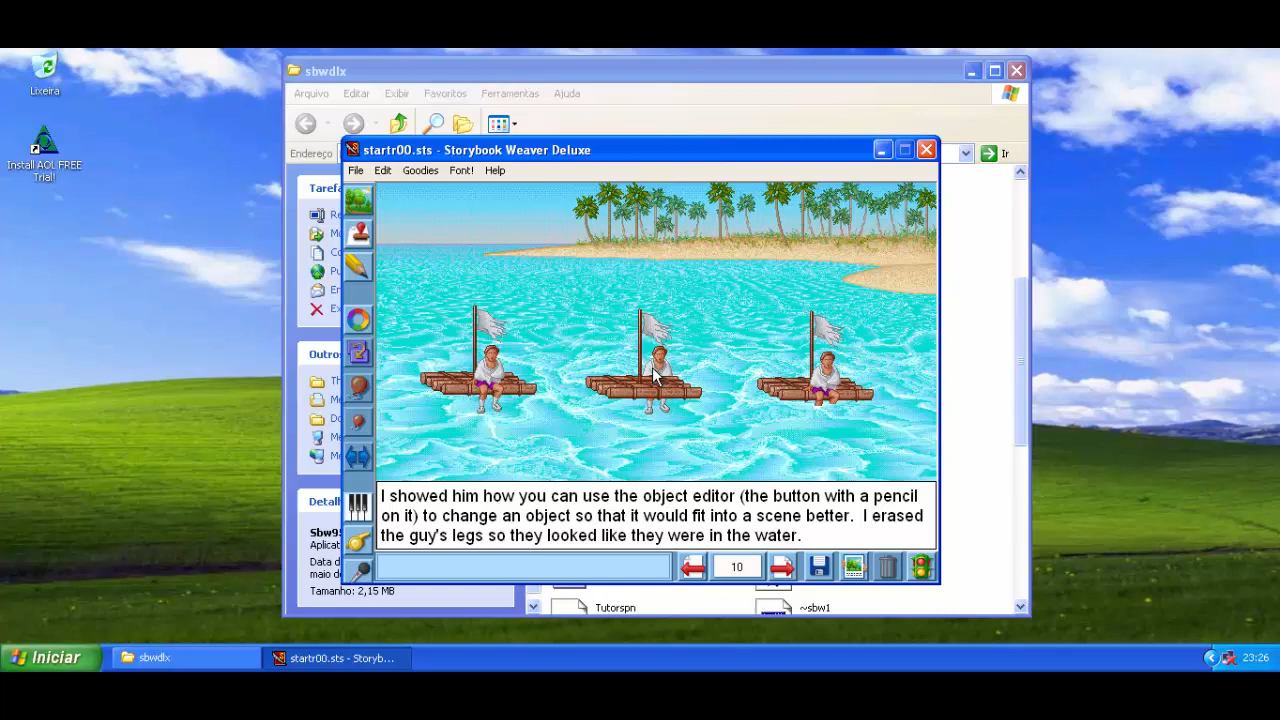 Lixeira
Install AOL FREE
Trial!
sbwdlx
Arquivo Editar Exibir Favoritos Ferramentas Ajuda
Endereço
Ir
startr00.sts - Storybook Weaver Deluxe
File Edit Goodies Font! Help
Outros
I showed him how you can use the object editor (the button with a pencil
on it) to change an object so that it would fit into a scene better. I erased
the guy's legs so they looked like they were in the water.
10
Aplicat
Data d
maio d
Tamanho: 2,15 MB
Tutorspn
~sbw1
Iniciar
sbwdlx
startr00.sts - Storyb...
23:26